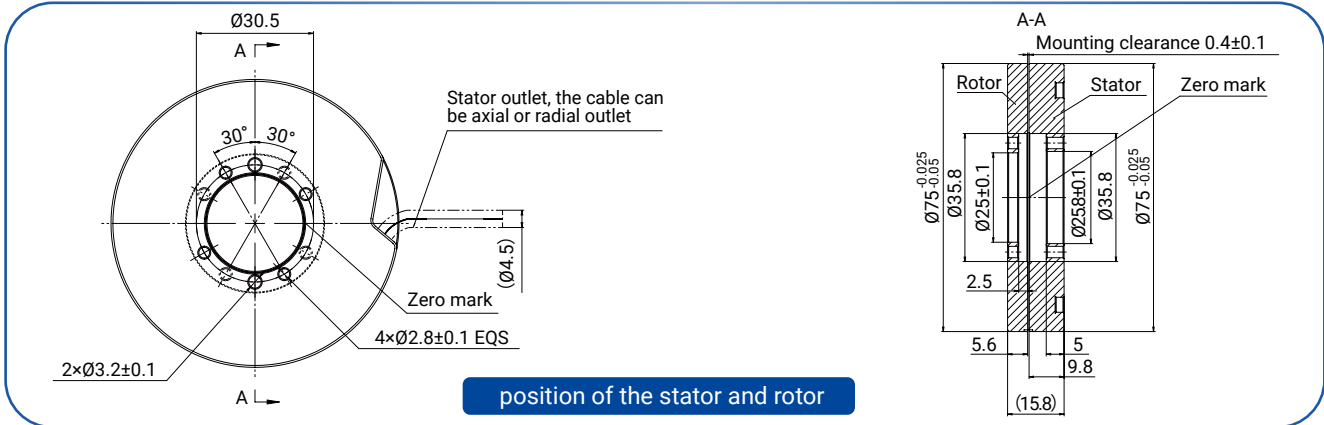 Ø30.5
A
Stator outlet, the cable can
be axial or radial outlet
30°
30°
(Ø4.5)
Zero mark
4×Ø2.8±0.1 EQS
2×Ø3.2±0.1
A
position of the stator and rotor
A-A
Mounting clearance 0.4±0.1
Rotor
Stator
Zero mark
Ø75 -0.025 -0.05
Ø35.8
Ø25±0.1
Ø25.8±0.1
Ø35.8
Ø75 -0.025 -0.05
2.5
5.6
5
9.8
(15.8)